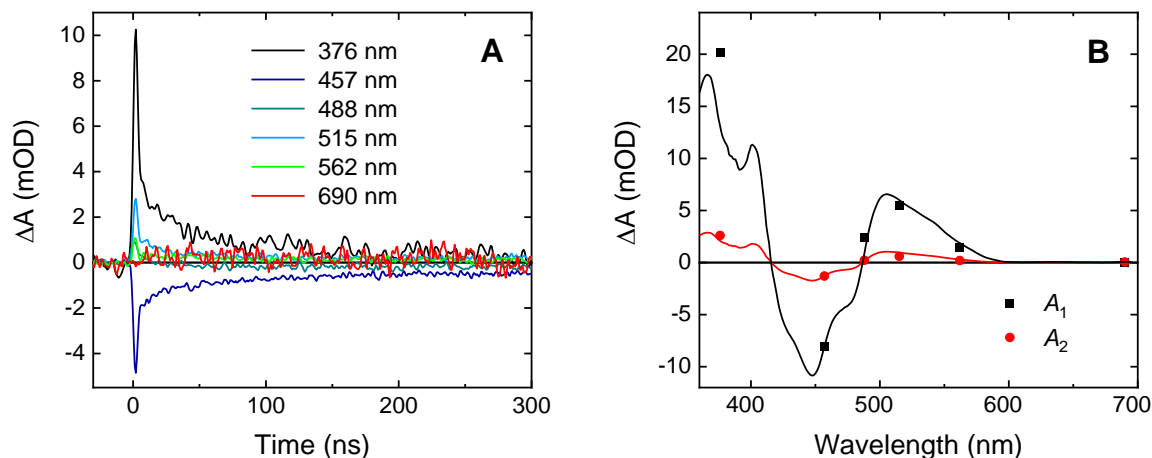 A
376 nm
457 nm
488 nm
515 nm
562 nm
690 nm
10
8
6
4
2
0
-2
-4
ΔA (mOD)
0
100
200
300
Time (ns)
B
20
15
10
5
0
-5
-10
ΔA (mOD)
A1
A2
400
500
600
700
Wavelength (nm)